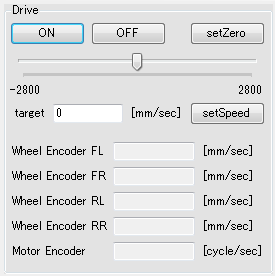 Drive
ON OFF setZero
-2800 2800
target 0 [mm/sec] setSpeed
Wheel Encoder FL [mm/sec]
Wheel Encoder FR [mm/sec]
Wheel Encoder RL [mm/sec]
Wheel Encoder RR [mm/sec]
Motor Encoder [cycle/sec]